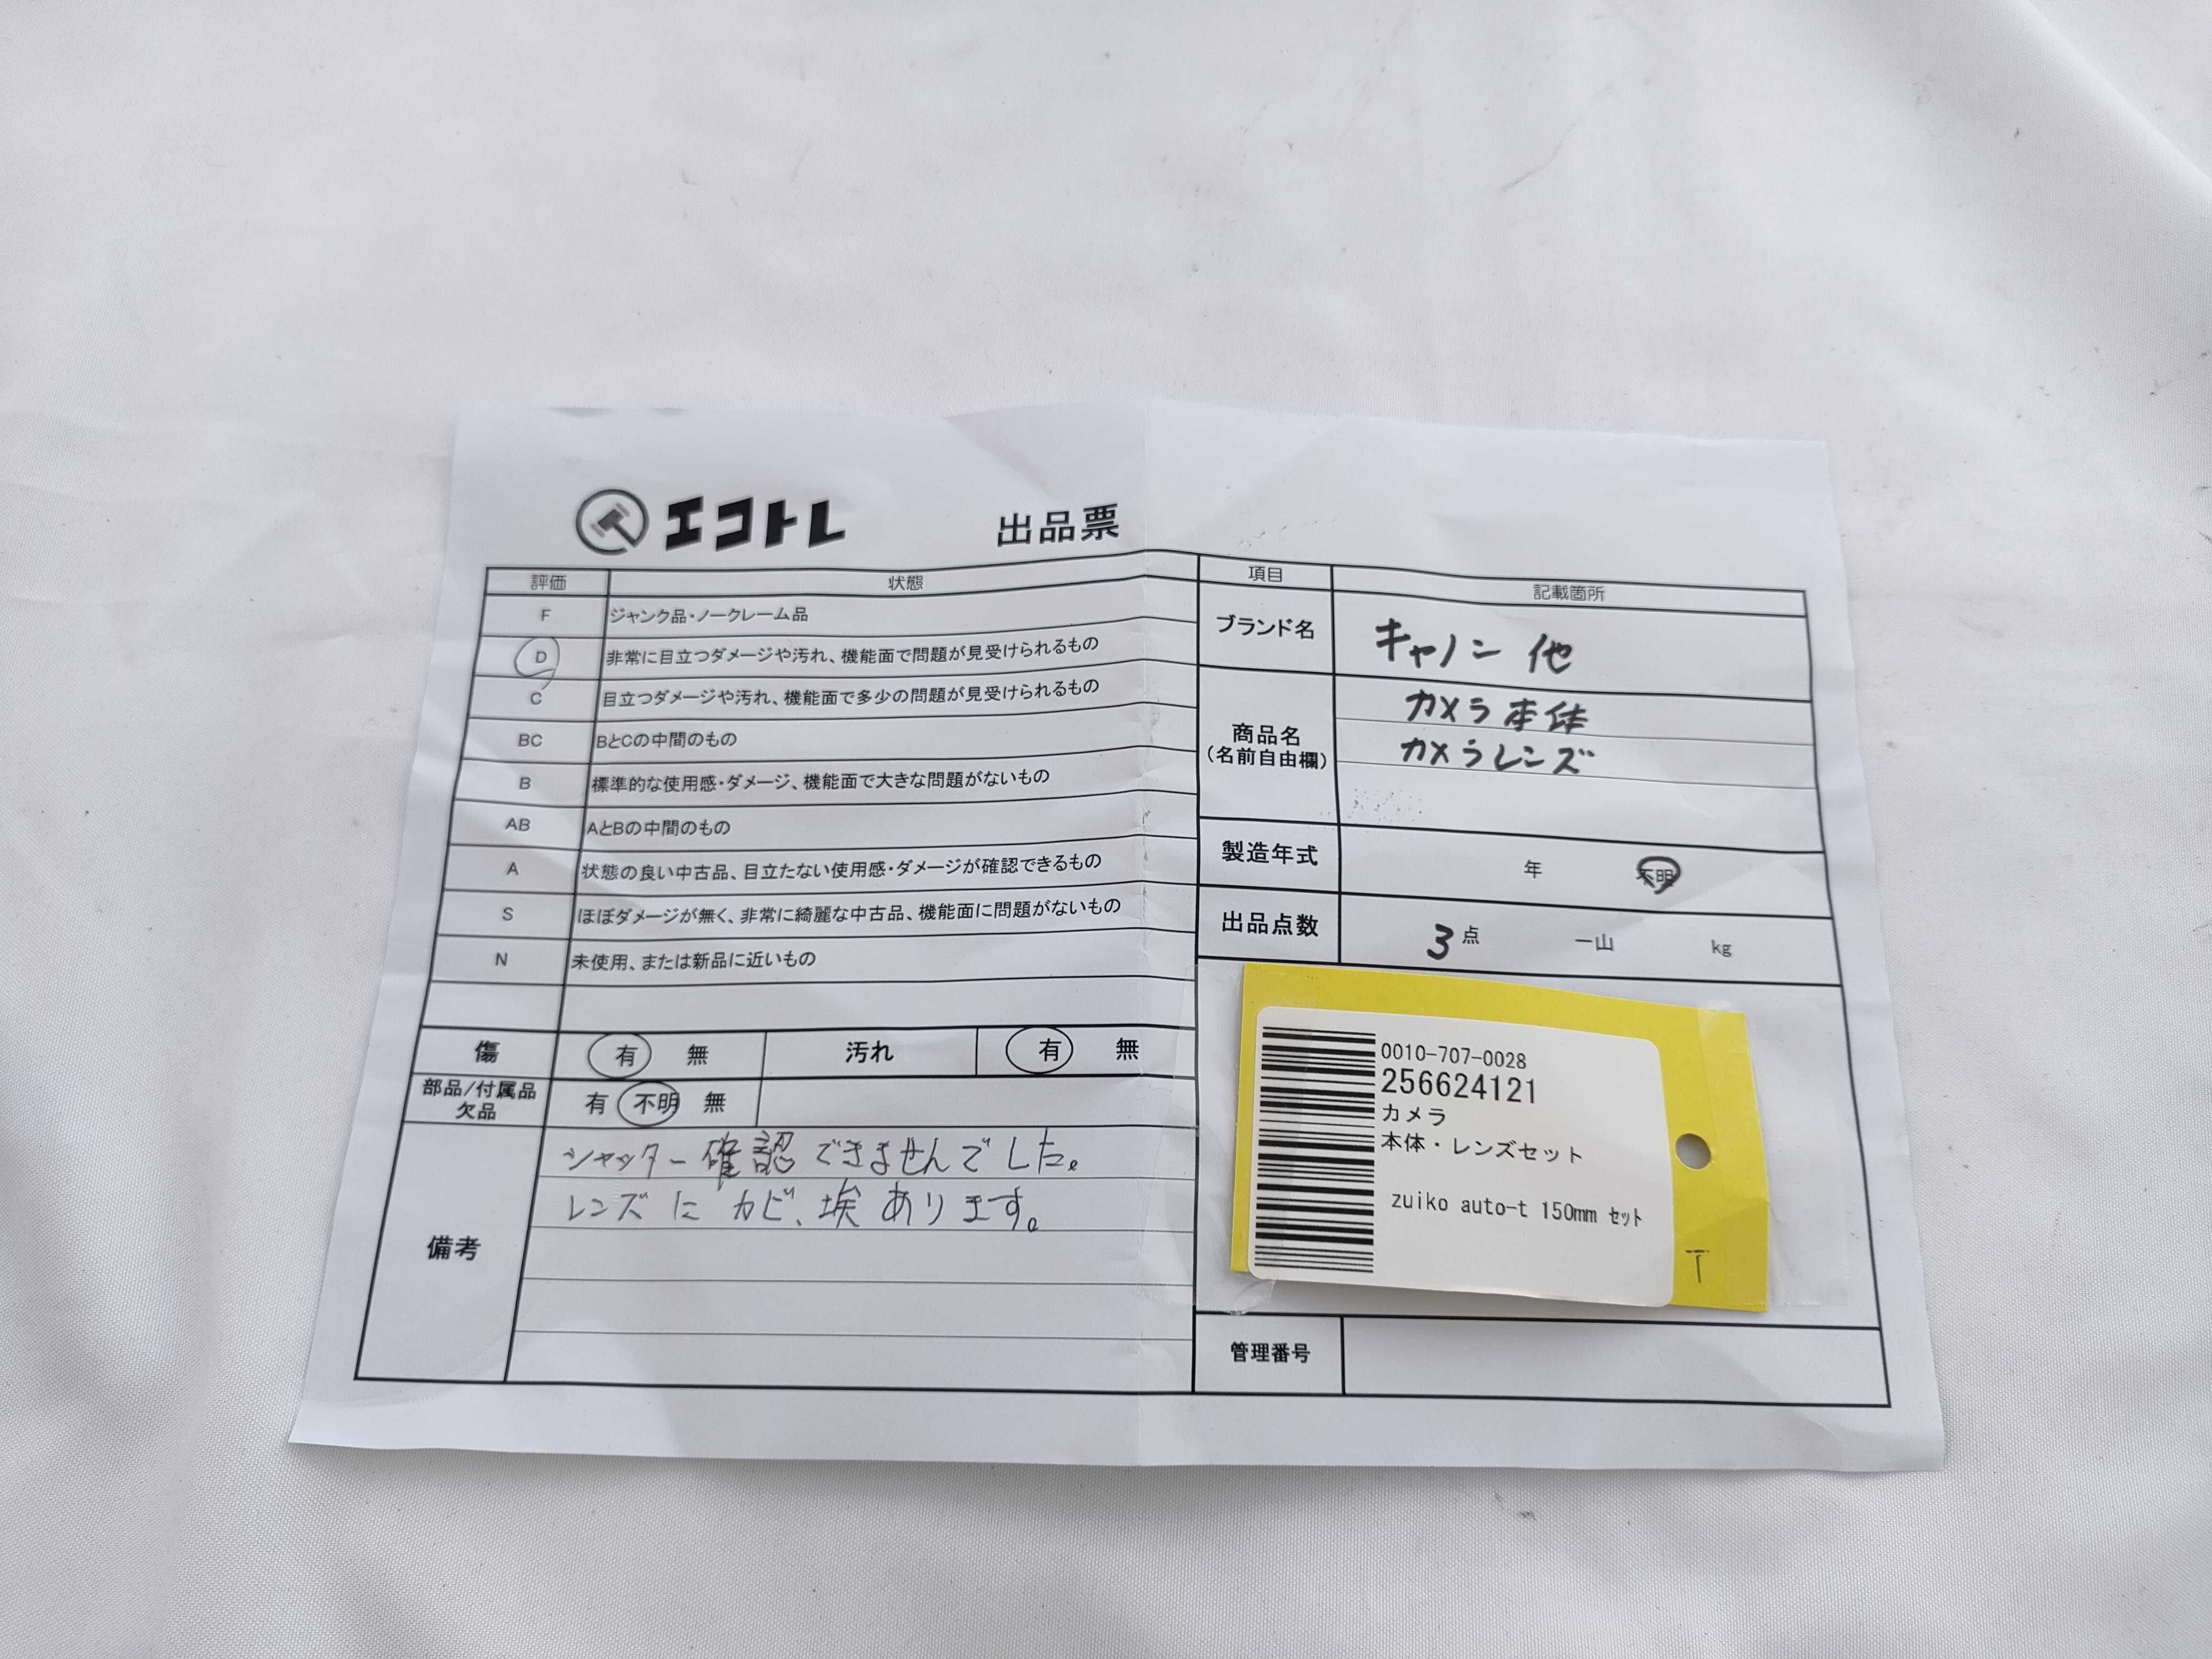 エコトレ 出品票
評価 状態
F ジャンク品・ノークレーム品
D 非常に目立つダメージや汚れ、機能面で問題が見受けられるもの
C 目立つダメージや汚れ、機能面で多少の問題が見受けられるもの
BC BとCの中間のもの
B 標準的な使用感・ダメージ、機能面で大きな問題がないもの
AB AとBの中間のもの
A 状態の良い中古品、目立たない使用感・ダメージが確認できるもの
S ほぼダメージが無く、非常に綺麗な中古品、機能面に問題がないもの
N 未使用、または新品に近いもの
傷 有 無 汚れ 有 無
部品/付属品
欠品 有 不明 無
備考
シャッター確認できませんでした。
レンズにカビ、埃あります。
項目 記載箇所
ブランド名 キャノン 他
商品名
(名前自由欄)
カメラ本体
カメラレンズ
製造年式 年 不明
出品点数 3点 一山 kg
0010-707-0028
256624121
カメラ
本体・レンズセット
zuiko auto-t 150mm セット
T
管理番号